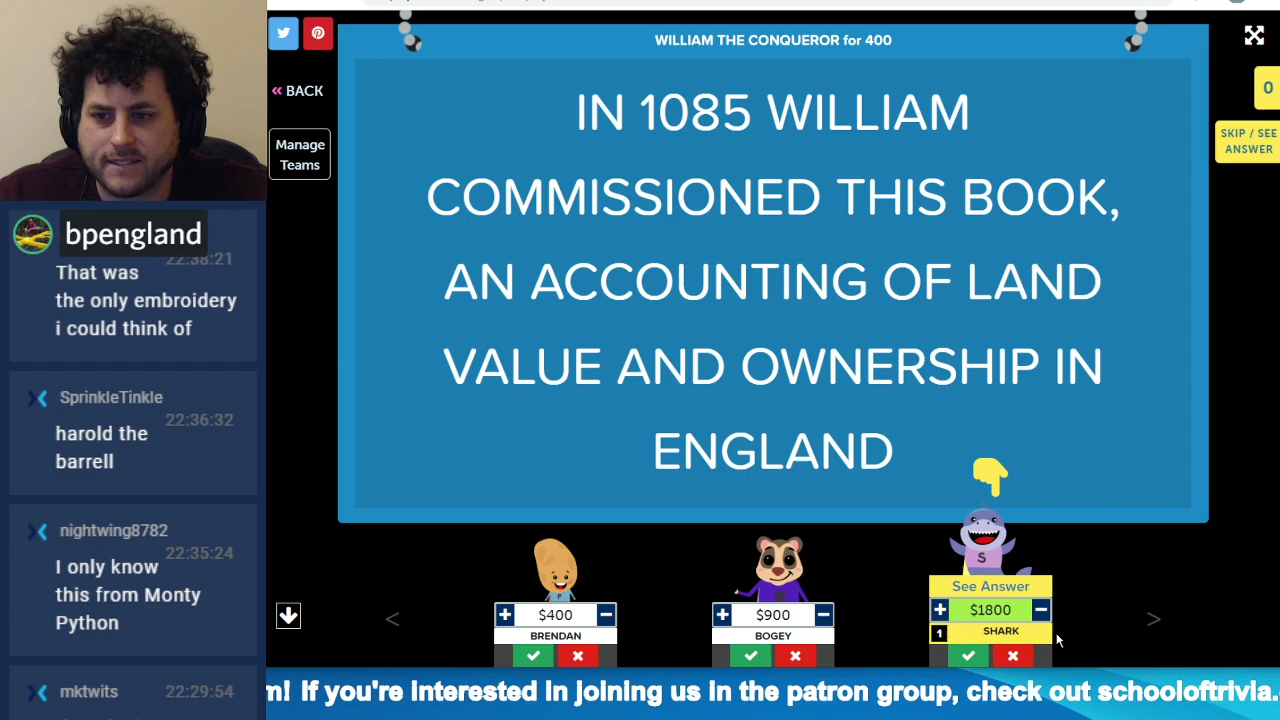 WILLIAM THE CONQUEROR for 400
« BACK
Manage
Teams
IN 1085 WILLIAM
COMMISSIONED THIS BOOK,
AN ACCOUNTING OF LAND
VALUE AND OWNERSHIP IN
ENGLAND
0
SKIP / SEE
ANSWER
bpengland
22:38:21
That was
the only embroidery
i could think of
SprinkleTinkle
22:36:32
harold the
barrell
nightwing8782
22:35:24
I only know
this from Monty
Python
mktwits
22:29:54
S
See Answer
+ $400 −
BRENDAN
+ $900 −
BOGEY
+ $1800 −
1 SHARK
< >
m! If you're interested in joining us in the patron group, check out schooloftrivia.